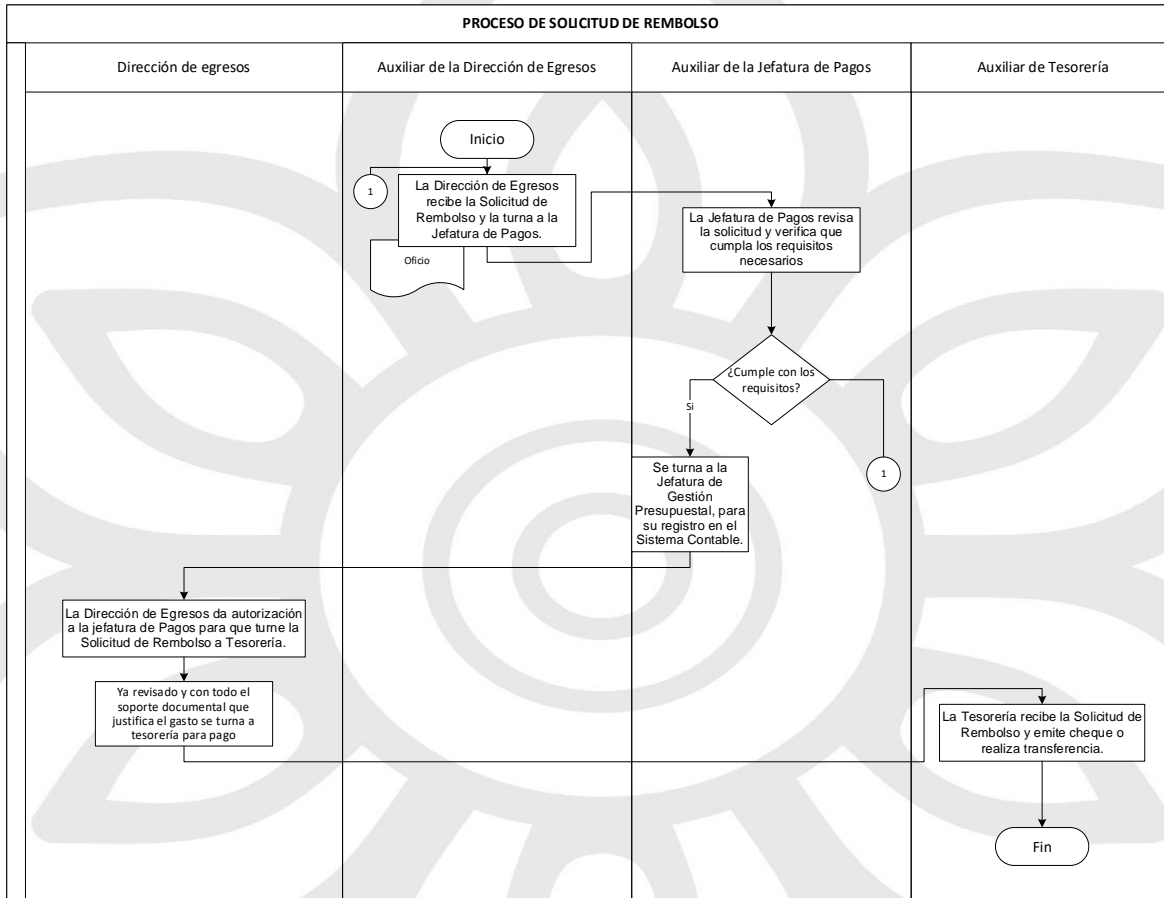 PROCESO DE SOLICITUD DE REMBOLSO
Dirección de egresos
Auxiliar de la Dirección de Egresos
Auxiliar de la Jefatura de Pagos
Auxiliar de Tesorería
Inicio
1
La Dirección de Egresos
recibe la Solicitud de
Rembolso y la turna a la
Jefatura de Pagos.
Oficio
La Jefatura de Pagos revisa
la solicitud y verifica que
cumpla los requisitos
necesarios
¿Cumple con los
requisitos?
Si
1
Se turna a la
Jefatura de
Gestión
Presupuestal, para
su registro en el
Sistema Contable.
La Dirección de Egresos da autorización
a la jefatura de Pagos para que turne la
Solicitud de Rembolso a Tesorería.
Ya revisado y con todo el
soporte documental que
justifica el gasto se turna a
tesorería para pago
La Tesorería recibe la Solicitud de
Rembolso y emite cheque o
realiza transferencia.
Fin